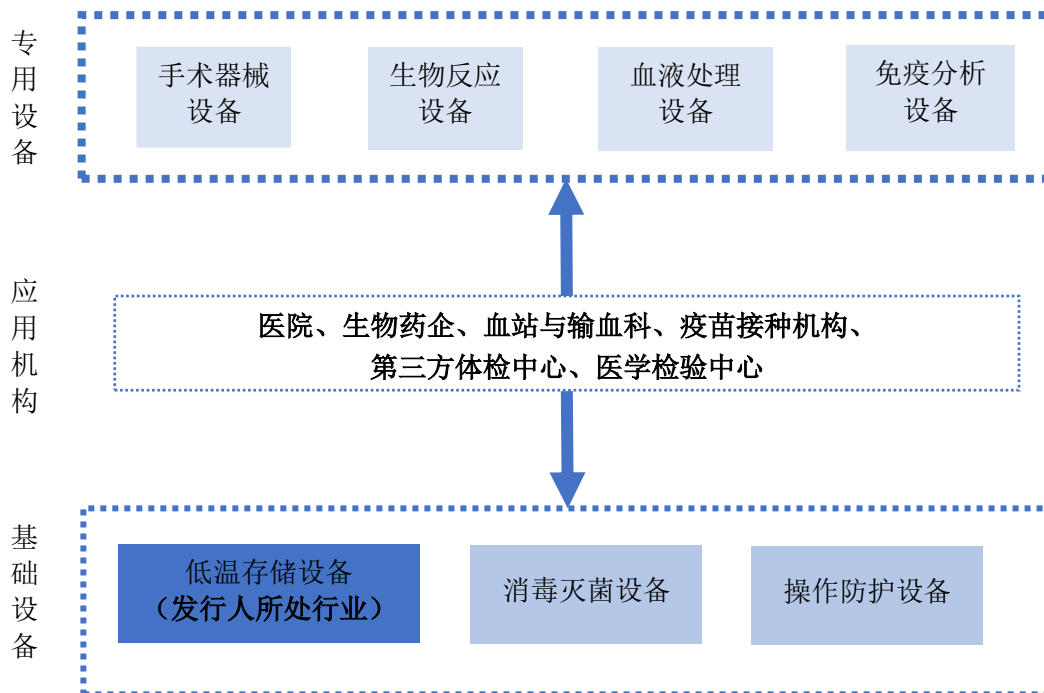 专用设备
手术器械
设备
生物反应
设备
血液处理
设备
免疫分析
设备
应用机构
医院、生物药企、血站与输血科、疫苗接种机构、
第三方体检中心、医学检验中心
基础设备
低温存储设备
（发行人所处行业）
消毒灭菌设备
操作防护设备